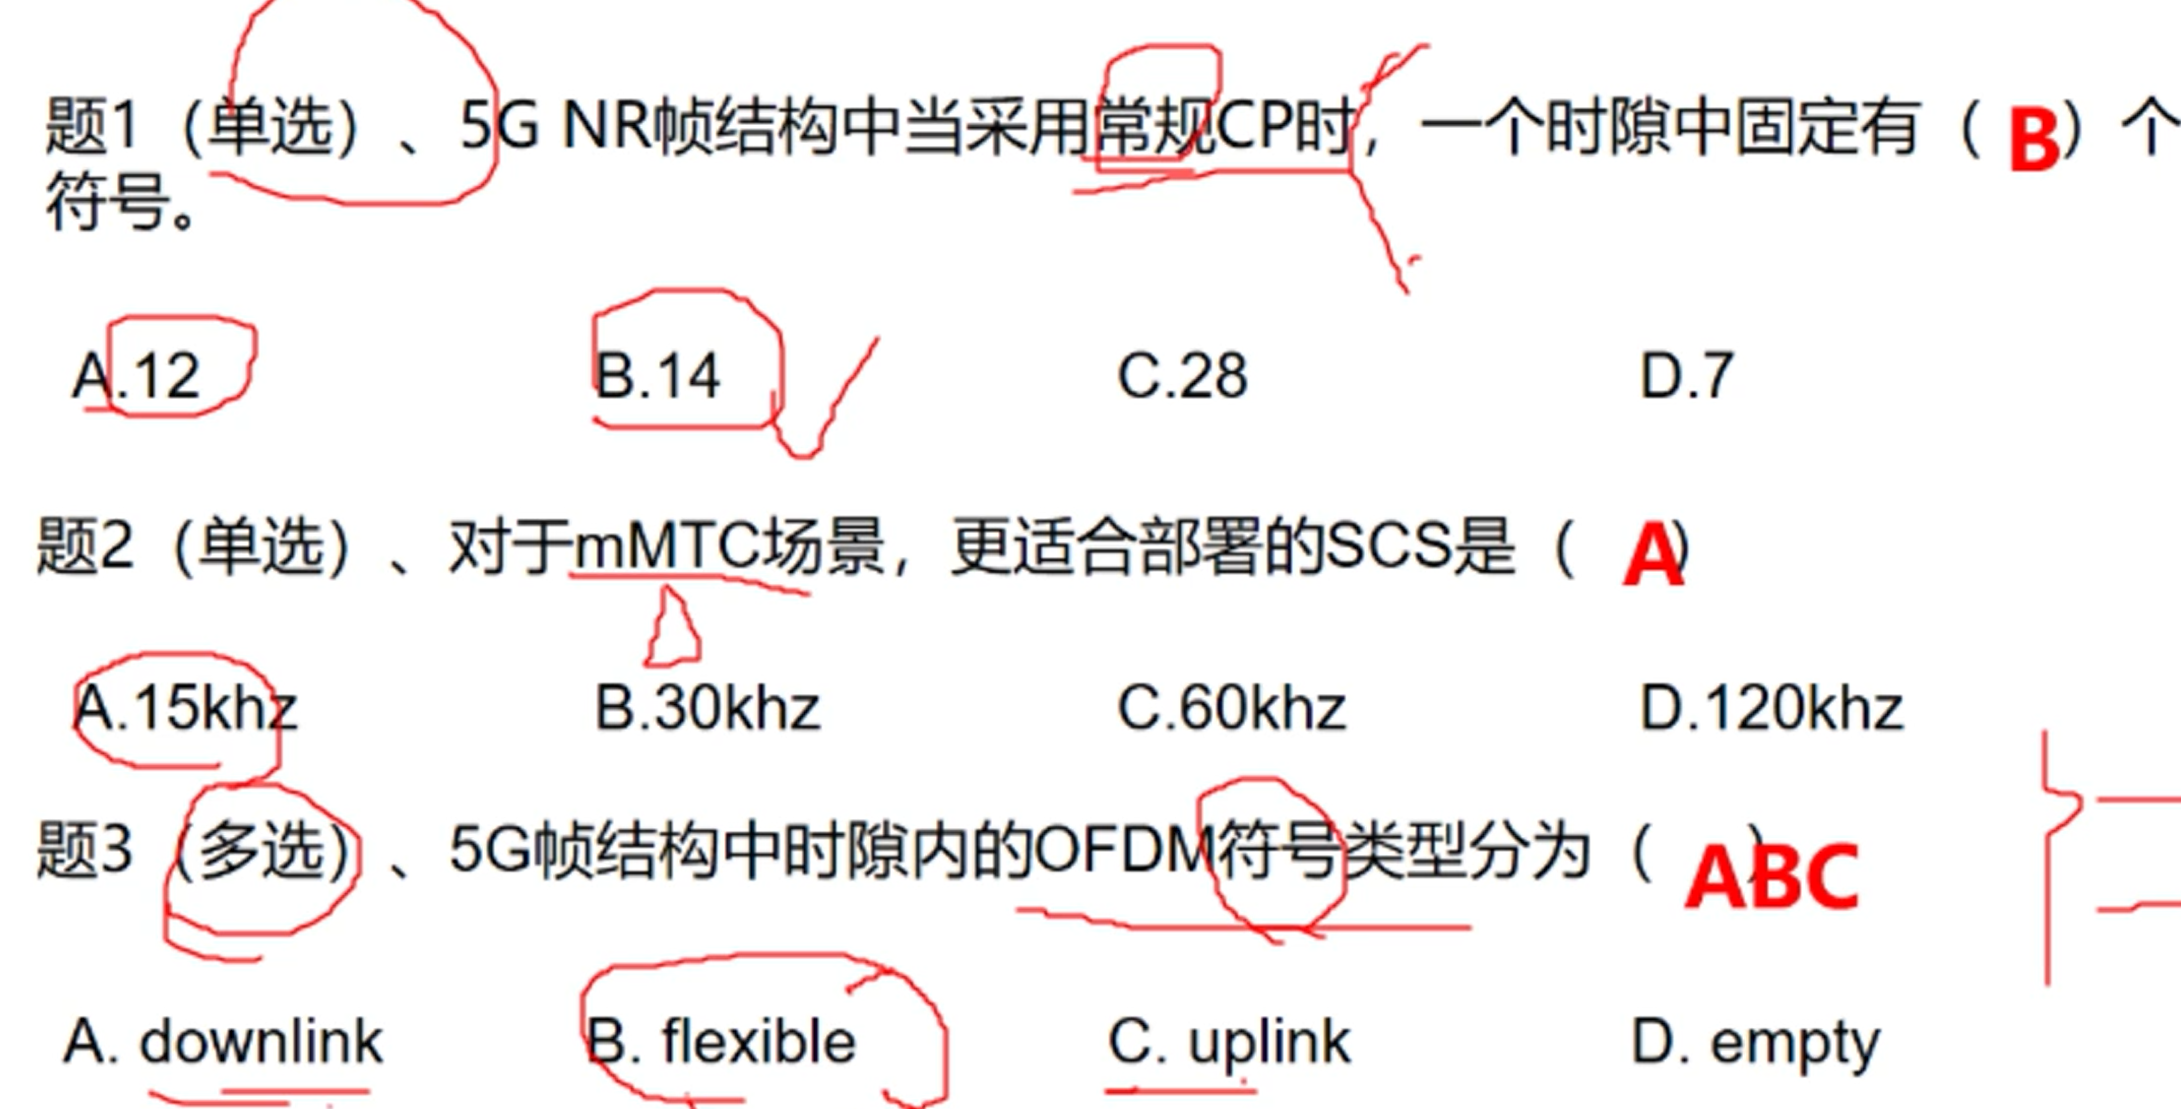 题1（单选）、5G NR帧结构中当采用常规CP时，一个时隙中固定有（ B）个
符号。
A.12 B.14 C.28 D.7
题2（单选）、对于mMTC场景，更适合部署的SCS是（ A）
A.15khz B.30khz C.60khz D.120khz
题3（多选）、5G帧结构中时隙内的OFDM符号类型分为（ ABC）
A. downlink B. flexible C. uplink D. empty